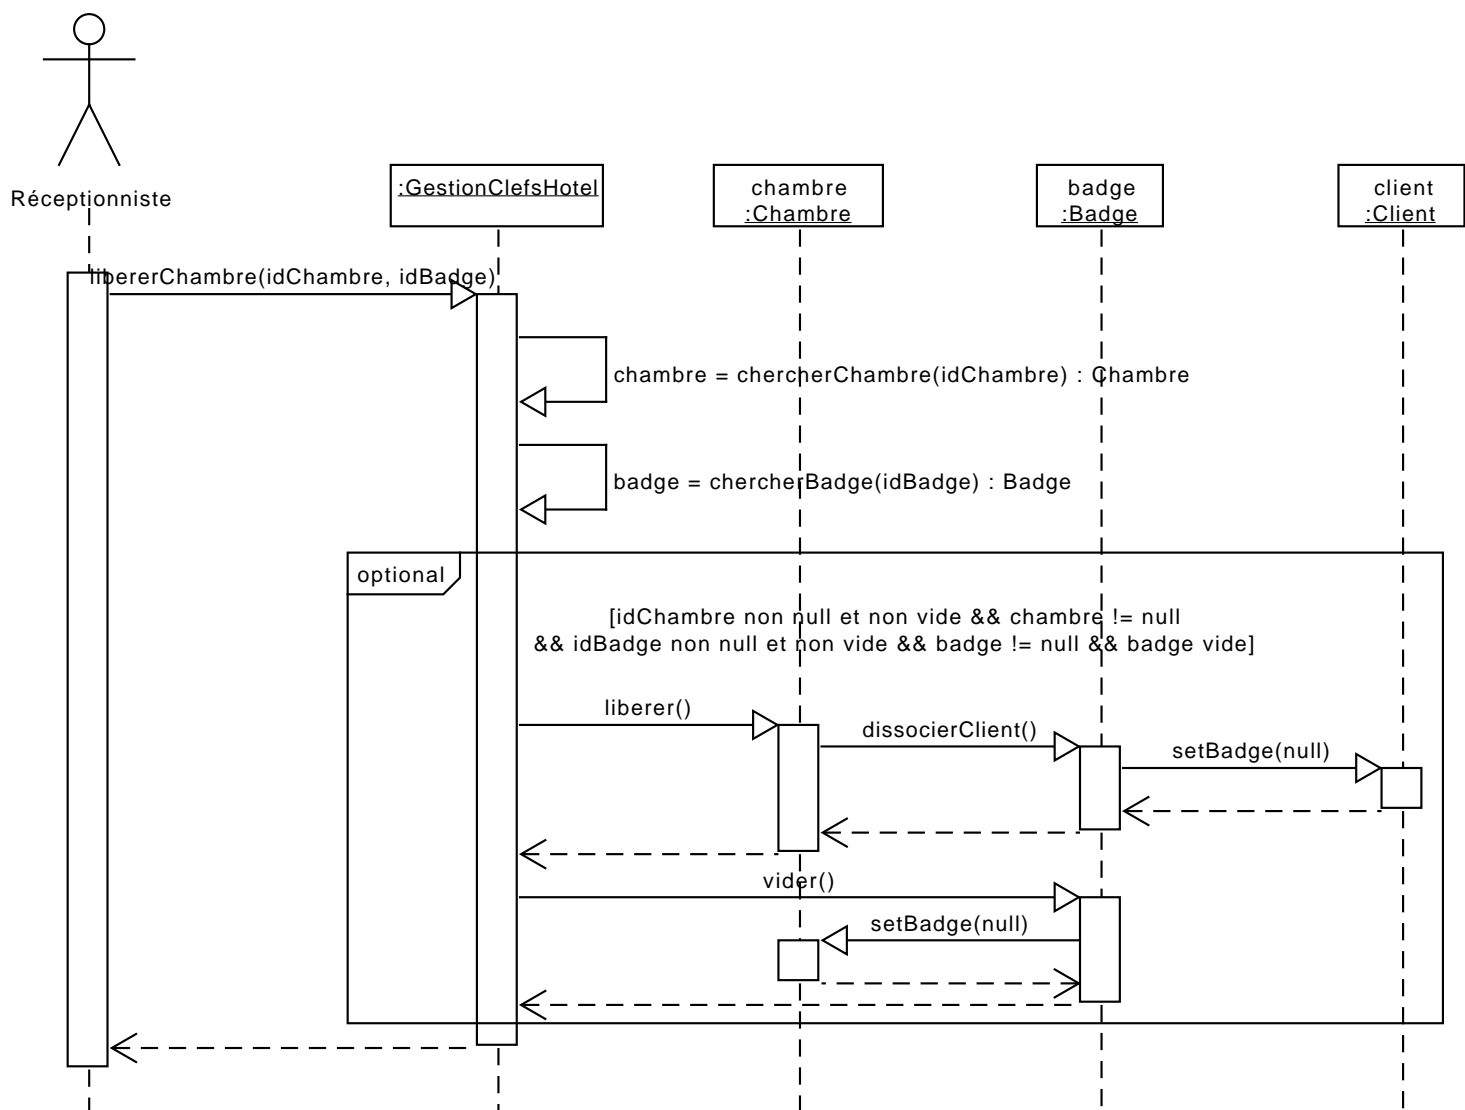 Réceptionniste
:GestionClefsHotel
chambre
:Chambre
badge
:Badge
client
:Client
libererChambre(idChambre, idBadge)
chambre = chercherChambre(idChambre) : Chambre
badge = chercherBadge(idBadge) : Badge
optional
[idChambre non null et non vide && chambre != null
&& idBadge non null et non vide && badge != null && badge vide]
liberer()
dissocierClient()
setBadge(null)
vider()
setBadge(null)